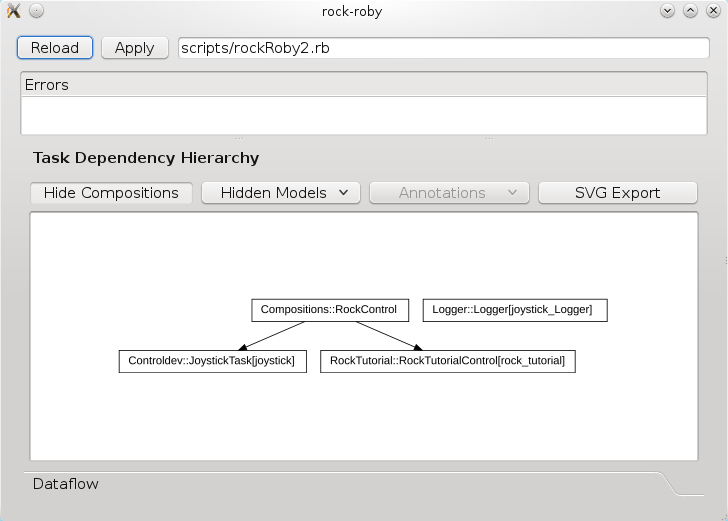 rock-roby
Reload
Apply
scripts/rockRoby2.rb
Errors
Task Dependency Hierarchy
Hide Compositions
Hidden Models
Annotations
SVG Export
Compositions::RockControl
Logger::Logger[joystick_Logger]
Controldev::JoystickTask[joystick]
RockTutorial::RockTutorialControl[rock_tutorial]
Dataflow